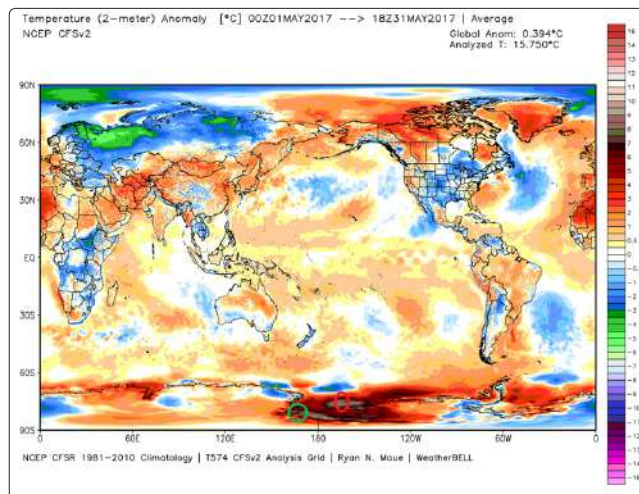 Temperature (2-meter) Anomaly [°C] 00Z01MAY2017 --> 18Z31MAY2017 | Average
NCEP CFSv2
Global Anom: 0.394°C
Analyzed T: 15.750°C
90N
60N
30N
EQ
30S
60S
90S
0 60E 120E 180 120W 60W 0
NCEP CFSR 1981-2010 Climatology | T574 CFSv2 Analysis Grid | Ryan N. Maue | WeatherBELL